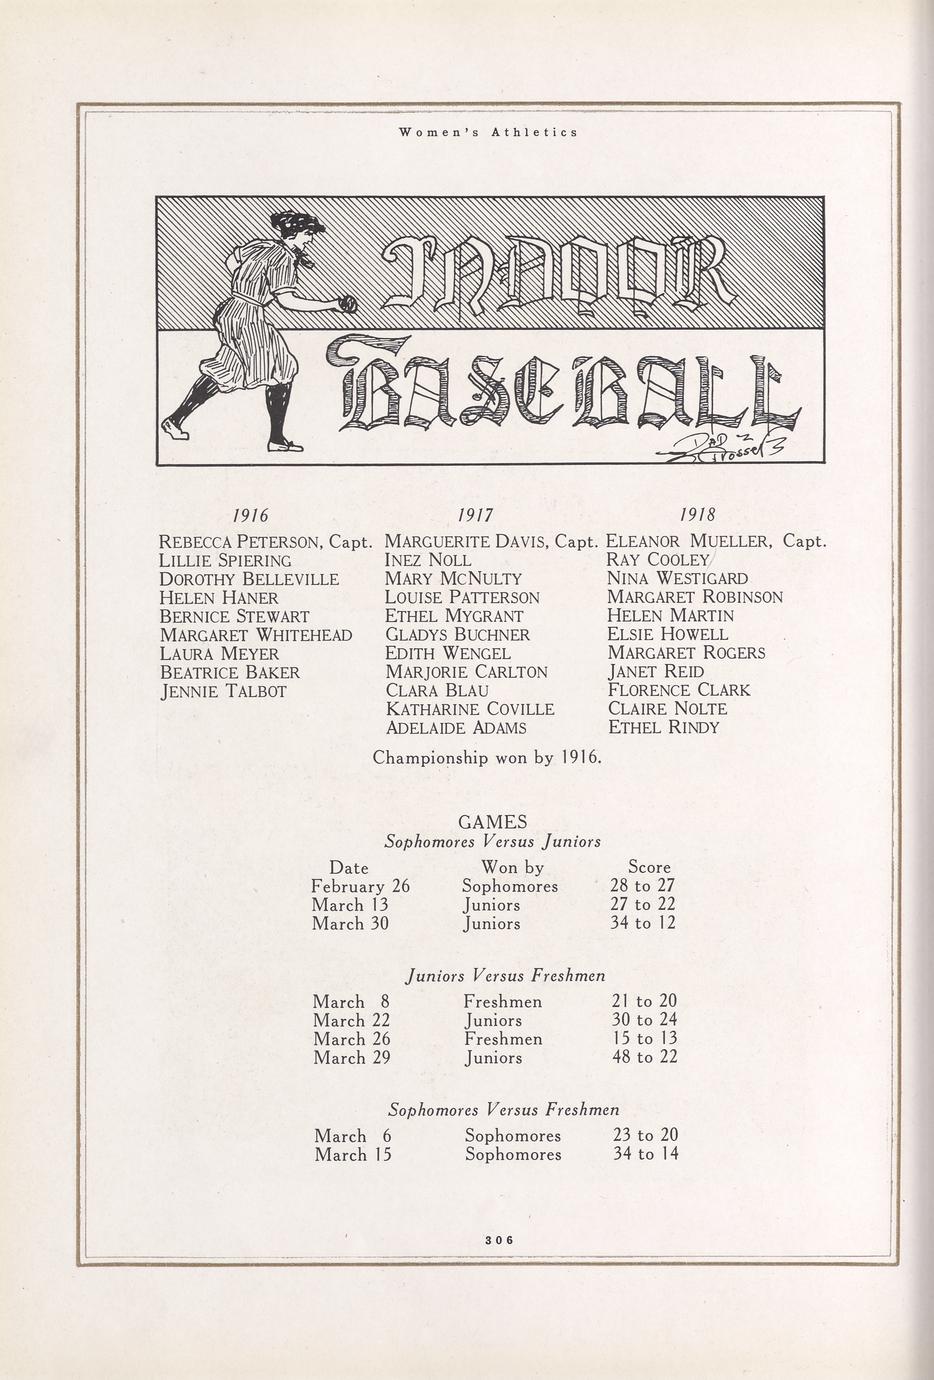 Women's Athletics
INDOOR
BASEBALL
1916 1917 1918
REBECCA PETERSON, Capt. MARGUERITE DAVIS, Capt. ELEANOR MUELLER, Capt.
LILLIE SPIERING INEZ NOLL RAY COOLEY
DOROTHY BELLEVILLE MARY MCNULTY NINA WESTIGARD
HELEN HANER LOUISE PATTERSON MARGARET ROBINSON
BERNICE STEWART ETHEL MYGRANT HELEN MARTIN
MARGARET WHITEHEAD GLADYS BUCHNER ELSIE HOWELL
LAURA MEYER EDITH WENGEL MARGARET ROGERS
BEATRICE BAKER MARJORIE CARLTON JANET REID
JENNIE TALBOT CLARA BLAU FLORENCE CLARK
KATHARINE COVILLE CLAIRE NOLTE
ADELAIDE ADAMS ETHEL RINDY
Championship won by 1916.
GAMES
Sophomores Versus Juniors
Date Won by Score
February 26 Sophomores 28 to 27
March 13 Juniors 27 to 22
March 30 Juniors 34 to 12
Juniors Versus Freshmen
March 8 Freshmen 21 to 20
March 22 Juniors 30 to 24
March 26 Freshmen 15 to 13
March 29 Juniors 48 to 22
Sophomores Versus Freshmen
March 6 Sophomores 23 to 20
March 15 Sophomores 34 to 14
306